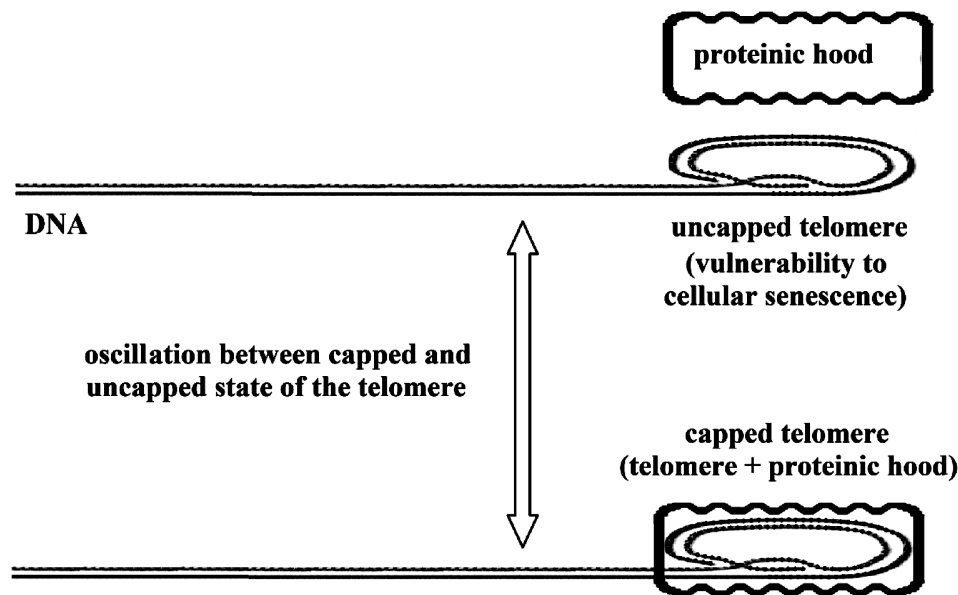 proteinic hood
DNA
uncapped telomere
(vulnerability to
cellular senescence)
oscillation between capped and
uncapped state of the telomere
capped telomere
(telomere + proteinic hood)